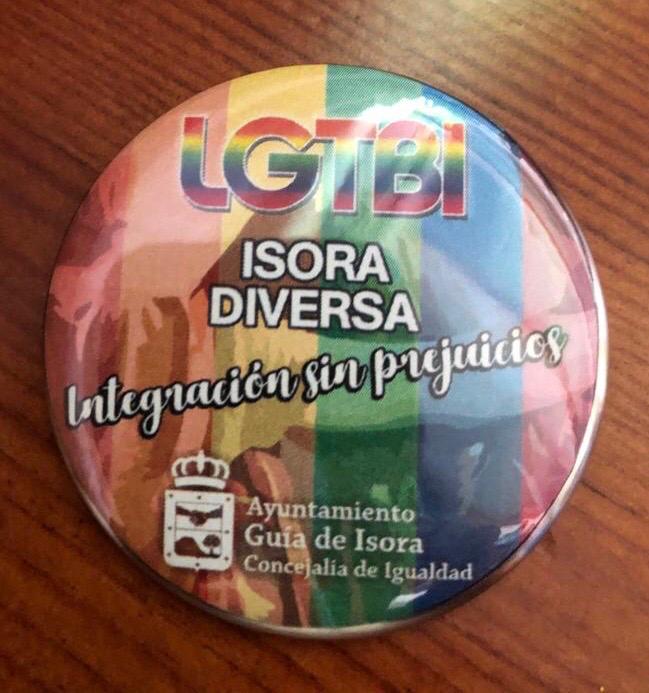 LGTBI
ISORA
DIVERSA
Integración sin prejuicios
Ayuntamiento
Guía de Isora
Concejalía de Igualdad